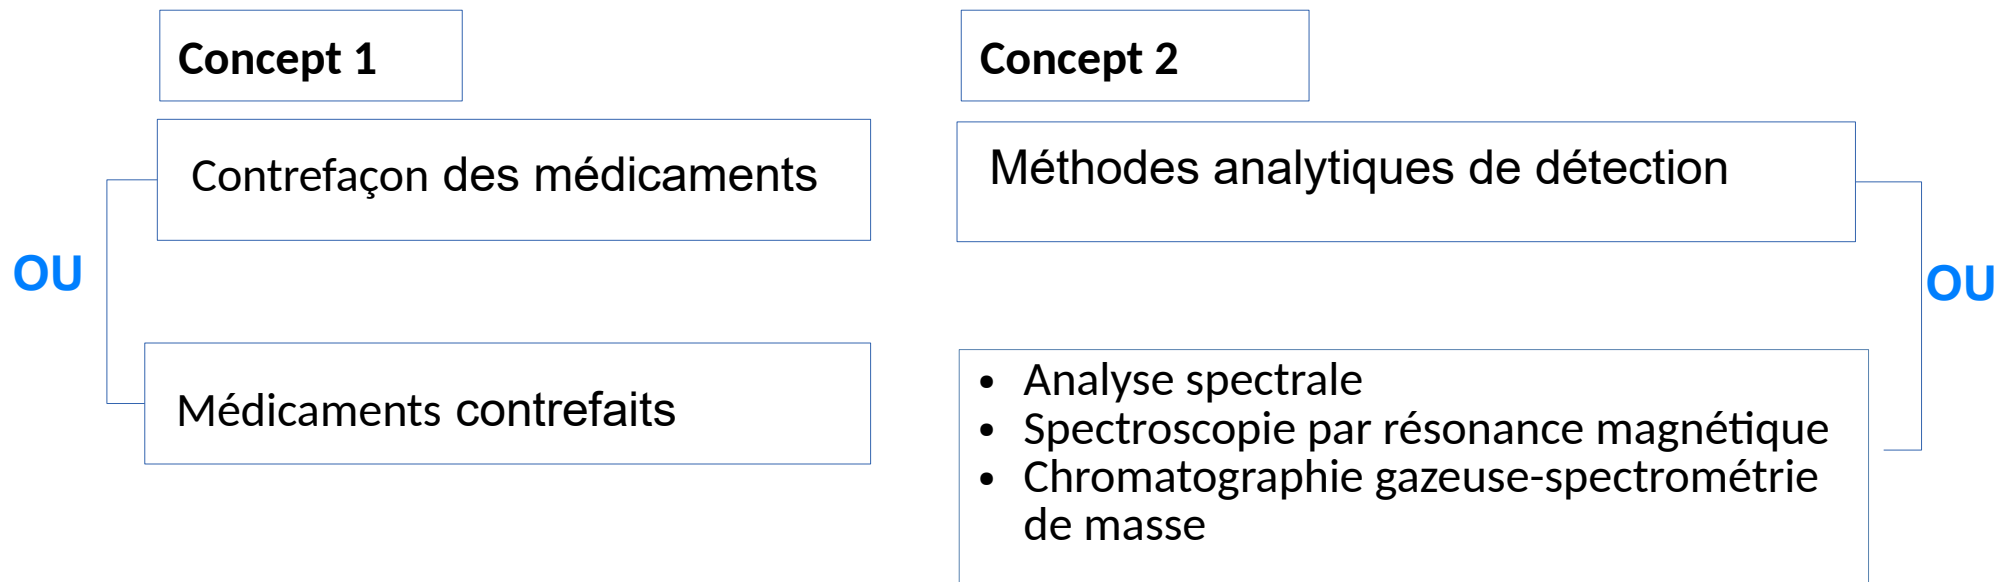 Concept 1
Concept 2
Contrefaçon des médicaments
Méthodes analytiques de détection
OU
OU
Médicaments contrefaits
• Analyse spectrale
• Spectroscopie par résonance magnétique
• Chromatographie gazeuse-spectrométrie
de masse